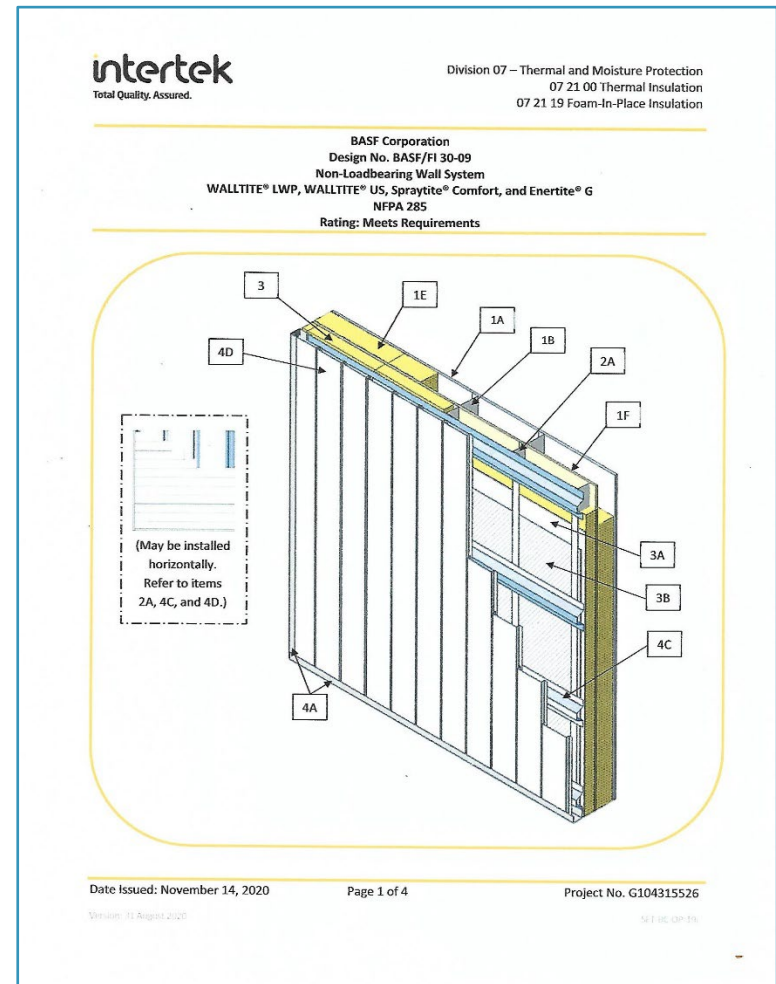 intertek
Total Quality. Assured.
Division 07 – Thermal and Moisture Protection
07 21 00 Thermal Insulation
07 21 19 Foam-In-Place Insulation
BASF Corporation
Design No. BASF/FI 30-09
Non-Loadbearing Wall System
WALLTITE® LWP, WALLTITE® US, Spraytite® Comfort, and Enertite® G
NFPA 285
Rating: Meets Requirements
3
1E
1A
4D
1B
2A
1F
(May be installed
horizontally.
Refer to items
2A, 4C, and 4D.)
3A
3B
4C
4A
Date Issued: November 14, 2020
Page 1 of 4
Project No. G104315526
Version: 31 August 2020